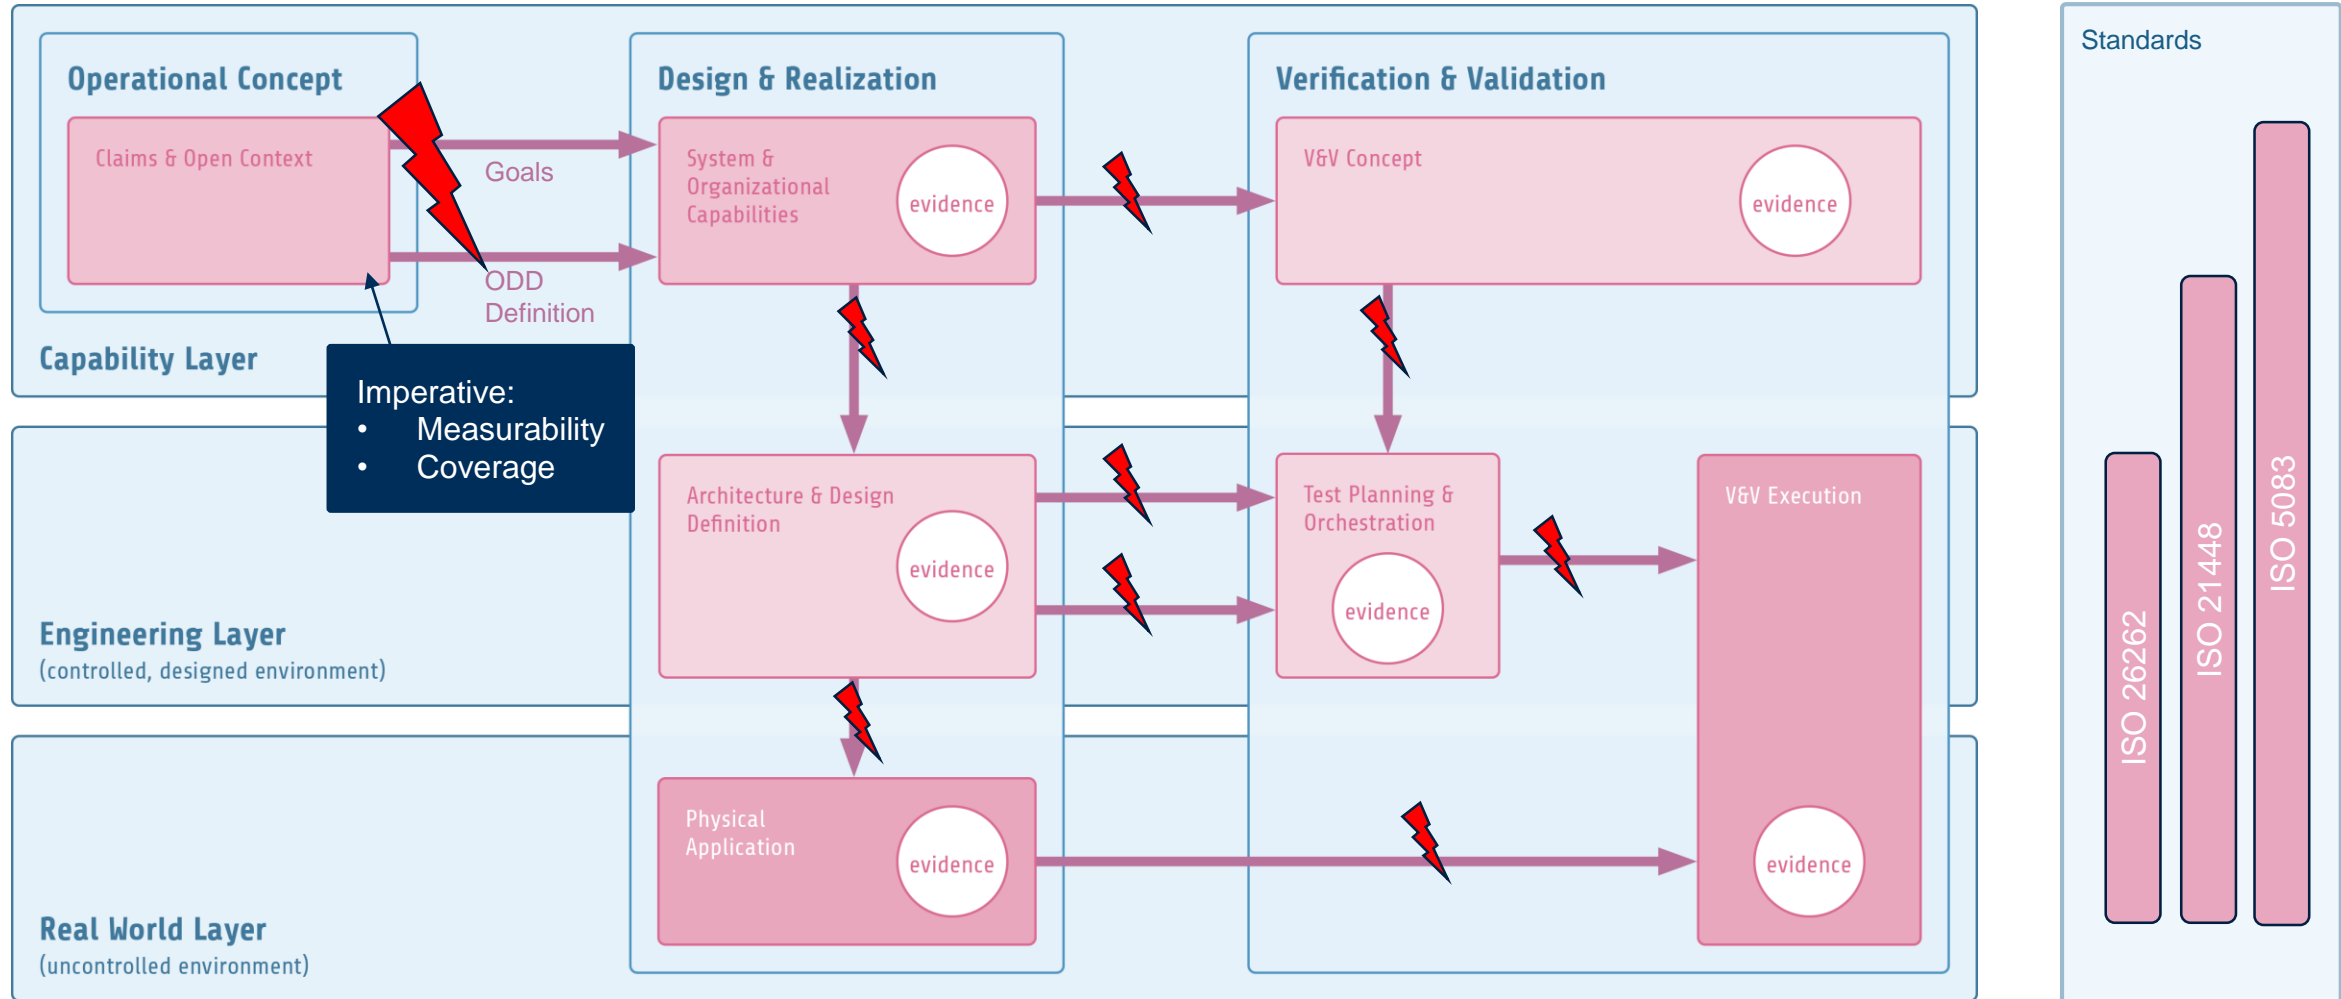 Operational Concept
Claims & Open Context
Goals
ODD
Definition
Capability Layer
Imperative:
• Measurability
• Coverage
Design & Realization
System &
Organizational
Capabilities
evidence
Verification & Validation
V&V Concept
evidence
Engineering Layer
(controlled, designed environment)
Architecture & Design
Definition
evidence
Test Planning &
Orchestration
evidence
V&V Execution
evidence
Real World Layer
(uncontrolled environment)
Physical
Application
evidence
Standards
ISO 26262
ISO 21448
ISO 5083